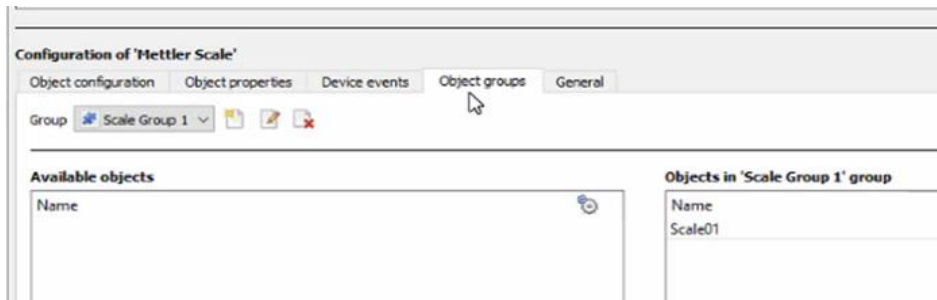 Configuration of 'Mettler Scale'
Object configuration Object properties Device events Object groups General
Group Scale Group 1
Available objects Objects in 'Scale Group 1' group
Name Name
Scale01